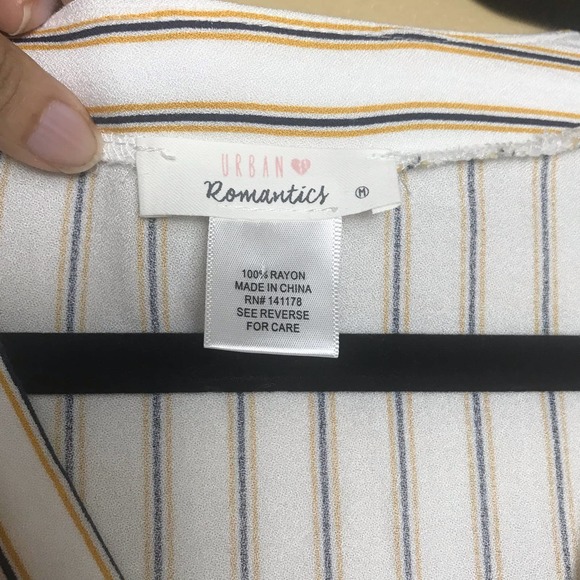 URBAN
Romantics M
100% RAYON
MADE IN CHINA
RN# 141178
SEE REVERSE
FOR CARE